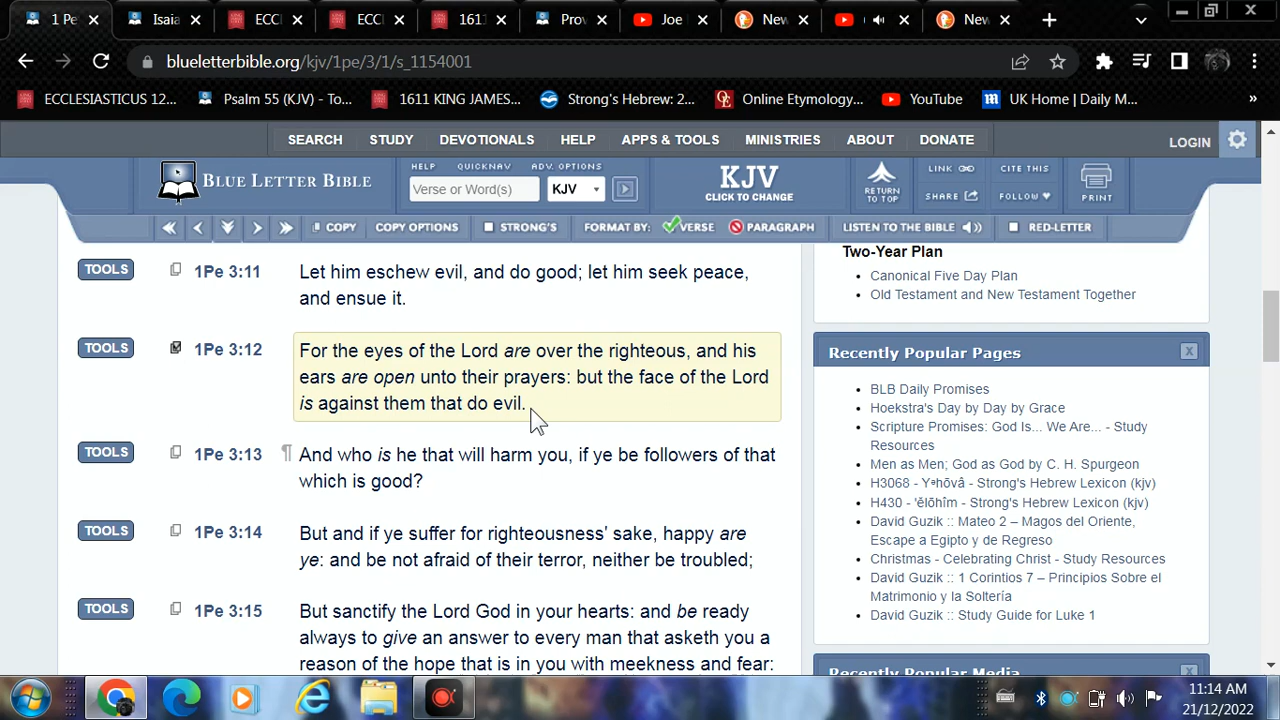 1 Pe
Isaia
ECCl
ECCl
1611
Prov
Joe
New
New
blueletterbible.org/kjv/1pe/3/1/s_1154001
ECCLESIASTICUS 12...
Psalm 55 (KJV) - To...
1611 KING JAMES...
Strong's Hebrew: 2...
Online Etymology...
YouTube
UK Home | Daily M...
»
SEARCH STUDY DEVOTIONALS HELP APPS & TOOLS MINISTRIES ABOUT DONATE
LOGIN
BLUE LETTER BIBLE
HELP QUICKNAV ADV. OPTIONS
Verse or Word(s)
KJV
KJV
CLICK TO CHANGE
RETURN
TO TOP
LINK
CITE THIS
SHARE
FOLLOW
PRINT
COPY
COPY OPTIONS
STRONG'S
FORMAT BY:
VERSE
PARAGRAPH
LISTEN TO THE BIBLE
RED-LETTER
TOOLS 1Pe 3:11 Let him eschew evil, and do good; let him seek peace,
and ensue it.
TOOLS 1Pe 3:12 For the eyes of the Lord are over the righteous, and his
ears are open unto their prayers: but the face of the Lord
is against them that do evil.
TOOLS 1Pe 3:13 ¶ And who is he that will harm you, if ye be followers of that
which is good?
TOOLS 1Pe 3:14 But and if ye suffer for righteousness' sake, happy are
ye: and be not afraid of their terror, neither be troubled;
TOOLS 1Pe 3:15 But sanctify the Lord God in your hearts: and be ready
always to give an answer to every man that asketh you a
reason of the hope that is in you with meekness and fear:
Two-Year Plan
• Canonical Five Day Plan
• Old Testament and New Testament Together
Recently Popular Pages
x
• BLB Daily Promises
• Hoekstra's Day by Day by Grace
• Scripture Promises: God Is... We Are... - Study
Resources
• Men as Men; God as God by C. H. Spurgeon
• H3068 - Yᵊhōvâ - Strong's Hebrew Lexicon (kjv)
• H430 - 'ĕlōhîm - Strong's Hebrew Lexicon (kjv)
• David Guzik :: Mateo 2 – Magos del Oriente,
Escape a Egipto y de Regreso
• Christmas - Celebrating Christ - Study Resources
• David Guzik :: 1 Corintios 7 – Principios Sobre el
Matrimonio y la Soltería
• David Guzik :: Study Guide for Luke 1
Recently Popular Media
x
11:14 AM
21/12/2022